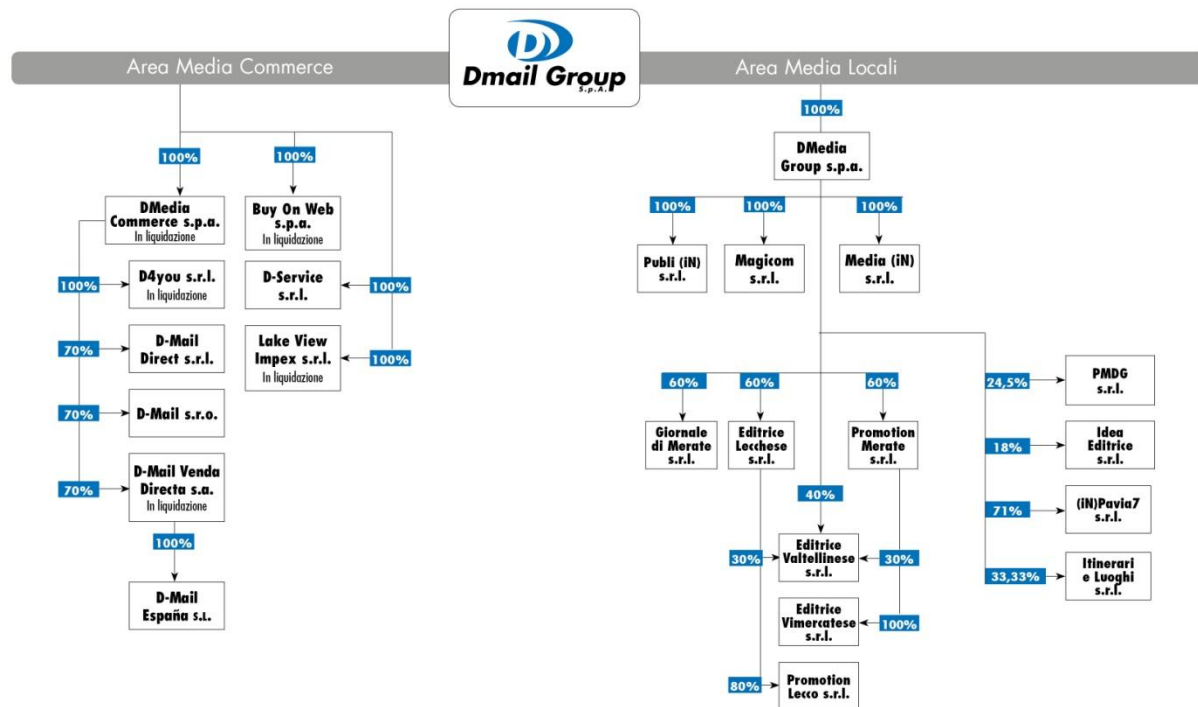 Area Media Commerce
D
Dmail Group
S.p.A.
Area Media Locali
100%
100%
DMedia
Commerce s.p.a.
In liquidazione
Buy On Web
s.p.a.
In liquidazione
100%
D4you s.r.l.
In liquidazione
D-Service
s.r.l.
100%
70%
D-Mail
Direct s.r.l.
Lake View
Impex s.r.l.
In liquidazione
100%
70%
D-Mail s.r.o.
70%
D-Mail Venda
Directa s.a.
In liquidazione
100%
D-Mail
España S.L.
100%
DMedia
Group s.p.a.
100%
100%
100%
Publi (iN)
s.r.l.
Magicom
s.r.l.
Media (iN)
s.r.l.
60%
60%
60%
Giornale
di Merate
s.r.l.
Editrice
Lecchese
s.r.l.
Promotion
Merate
s.r.l.
40%
30%
Editrice
Valtellinese
s.r.l.
30%
Editrice
Vimercatese
s.r.l.
100%
80%
Promotion
Lecco s.r.l.
24,5%
PMDG
s.r.l.
18%
Idea
Editrice
s.r.l.
71%
(iN)Pavia7
s.r.l.
33,33%
Itinerari
e Luoghi
s.r.l.